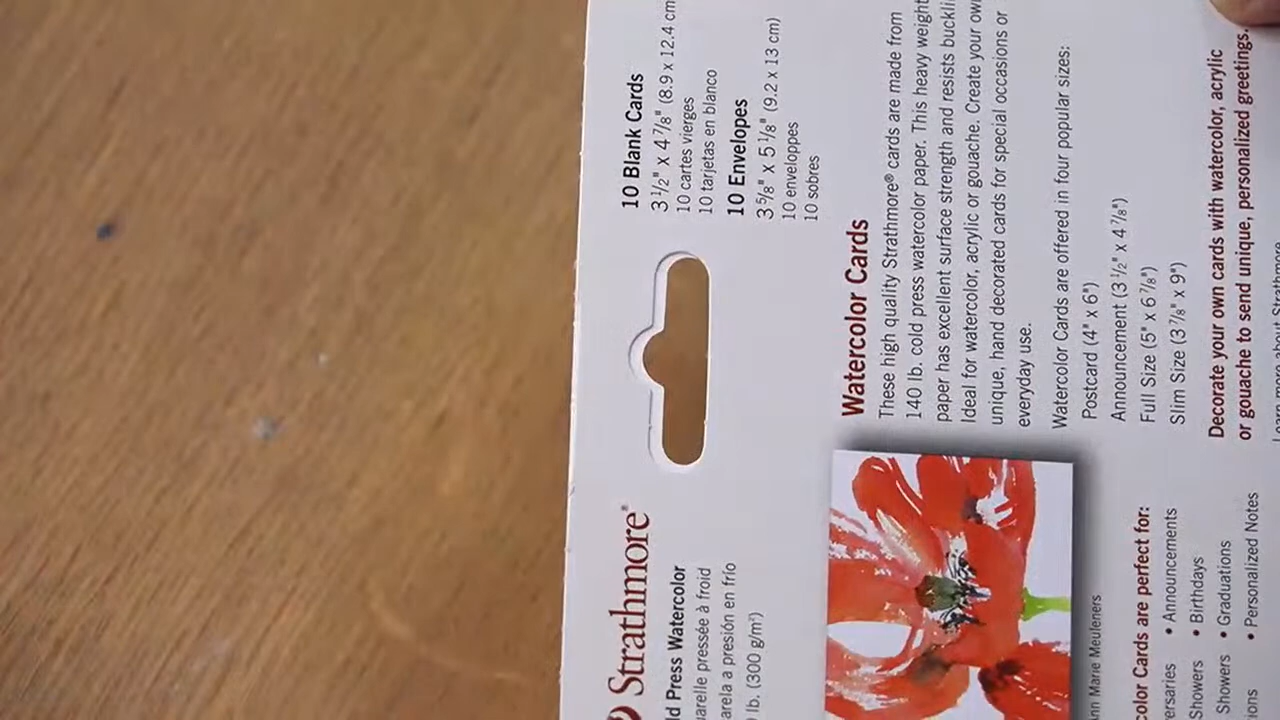 Strathmore®
Press Watercolor
pressée à froid
a presión en frío
lb. (300 g/m²)
10 Blank Cards
3 1/2" x 4 7/8" (8.9 x 12.4 cm
10 cartes vierges
10 tarjetas en blanco
10 Envelopes
3 5/8" x 5 1/8" (9.2 x 13 cm)
10 enveloppes
10 sobres
Watercolor Cards
These high quality Strathmore® cards are made from
140 lb. cold press watercolor paper. This heavy weight
paper has excellent surface strength and resists
Ideal for watercolor, acrylic or gouache. Create your
unique, hand decorated cards for special occasions or
everyday use.
Watercolor Cards are offered in four popular sizes:
Postcard (4" x 6")
Announcement (3 1/2" x 4 7/8")
Full Size (5" x 6 7/8")
Slim Size (3 7/8" x 9")
Decorate your own cards with watercolor, acrylic
or gouache to send unique, personalized greetings.
Marie Meuleners
Cards are perfect for:
• Announcements
Showers • Birthdays
Showers • Graduations
• Personalized Notes